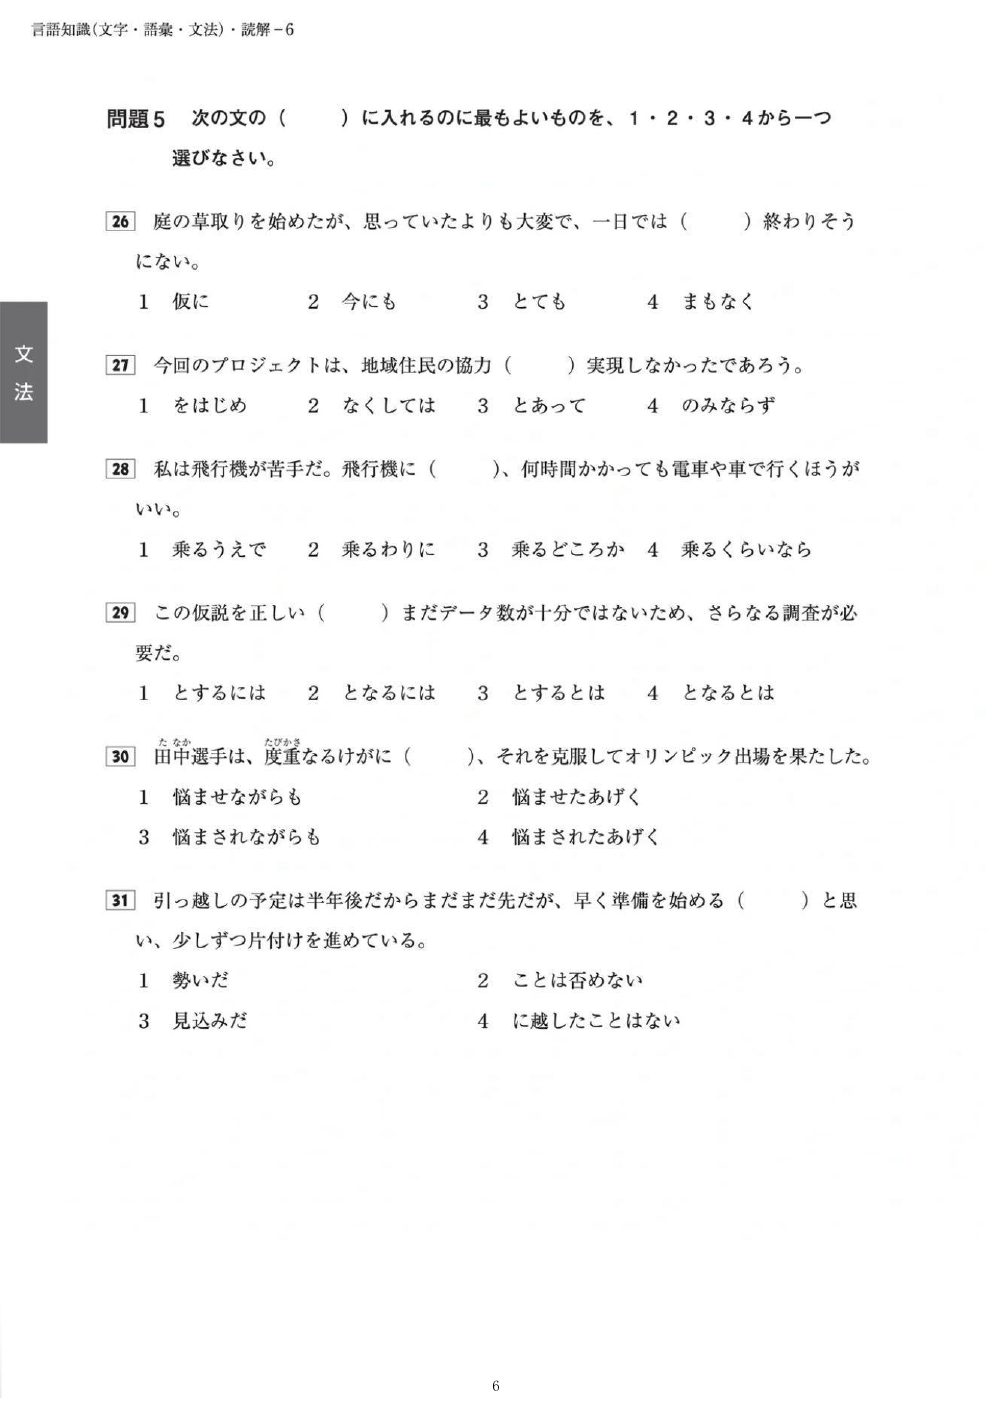 言語知識(文字・語彙・文法)・読解－6
問題5 次の文の（　　）に入れるのに最もよいものを、1・2・3・4から一つ
選びなさい。
26 庭の草取りを始めたが、思っていたよりも大変で、一日では（　　）終わりそう
にない。
1 仮に 2 今にも 3 とても 4 まもなく
文法
27 今回のプロジェクトは、地域住民の協力（　　）実現しなかったであろう。
1 をはじめ 2 なくしては 3 とあって 4 のみならず
28 私は飛行機が苦手だ。飛行機に（　　）、何時間かかっても電車や車で行くほうが
いい。
1 乗るうえで 2 乗るわりに 3 乗るどころか 4 乗るくらいなら
29 この仮説を正しい（　　）まだデータ数が十分ではないため、さらなる調査が必
要だ。
1 とするには 2 となるには 3 とするとは 4 となるとは
た なか たびかさ
30 田中選手は、度重なるけがに（　　）、それを克服してオリンピック出場を果たした。
1 悩ませながらも 2 悩ませたあげく
3 悩まされながらも 4 悩まされたあげく
31 引っ越しの予定は半年後だからまだまだ先だが、早く準備を始める（　　）と思
い、少しずつ片付けを進めている。
1 勢いだ 2 ことは否めない
3 見込みだ 4 に越したことはない
6